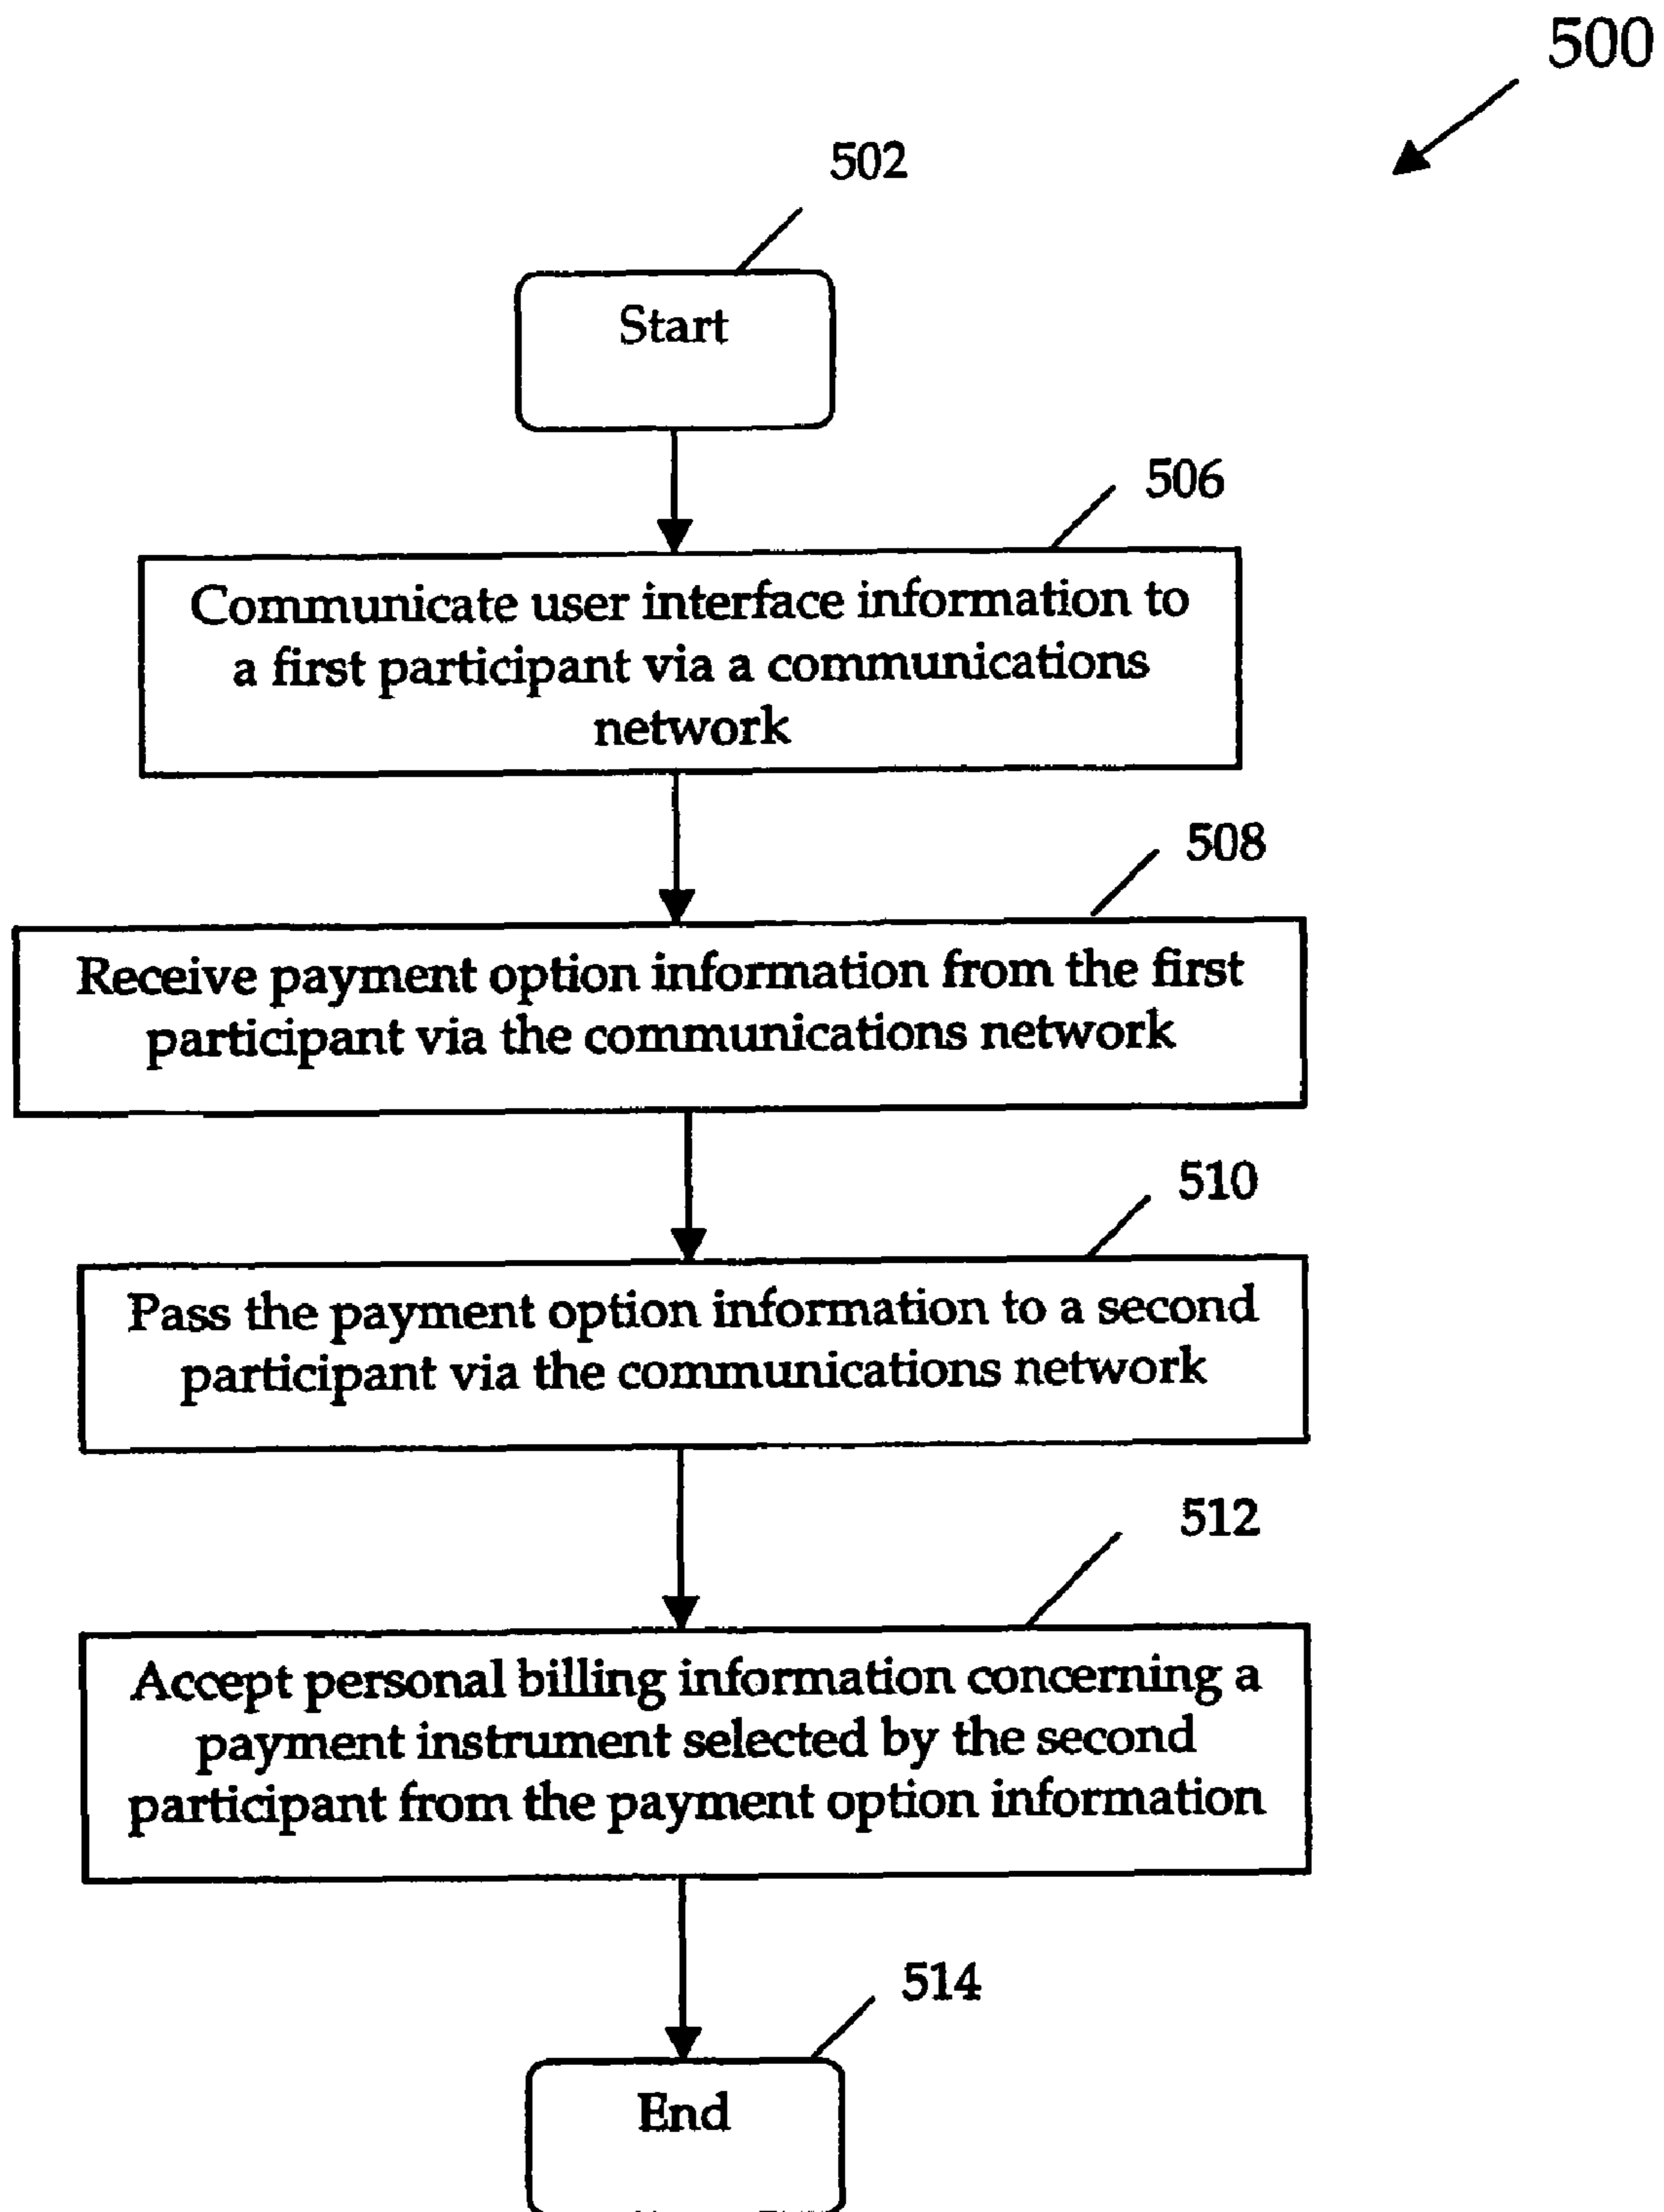 500
502
Start
506
Communicate user interface information to
a first participant via a communications
network
508
Receive payment option information from the first
participant via the communications network
510
Pass the payment option information to a second
participant via the communications network
512
Accept personal billing information concerning a
payment instrument selected by the second
participant from the payment option information
514
End